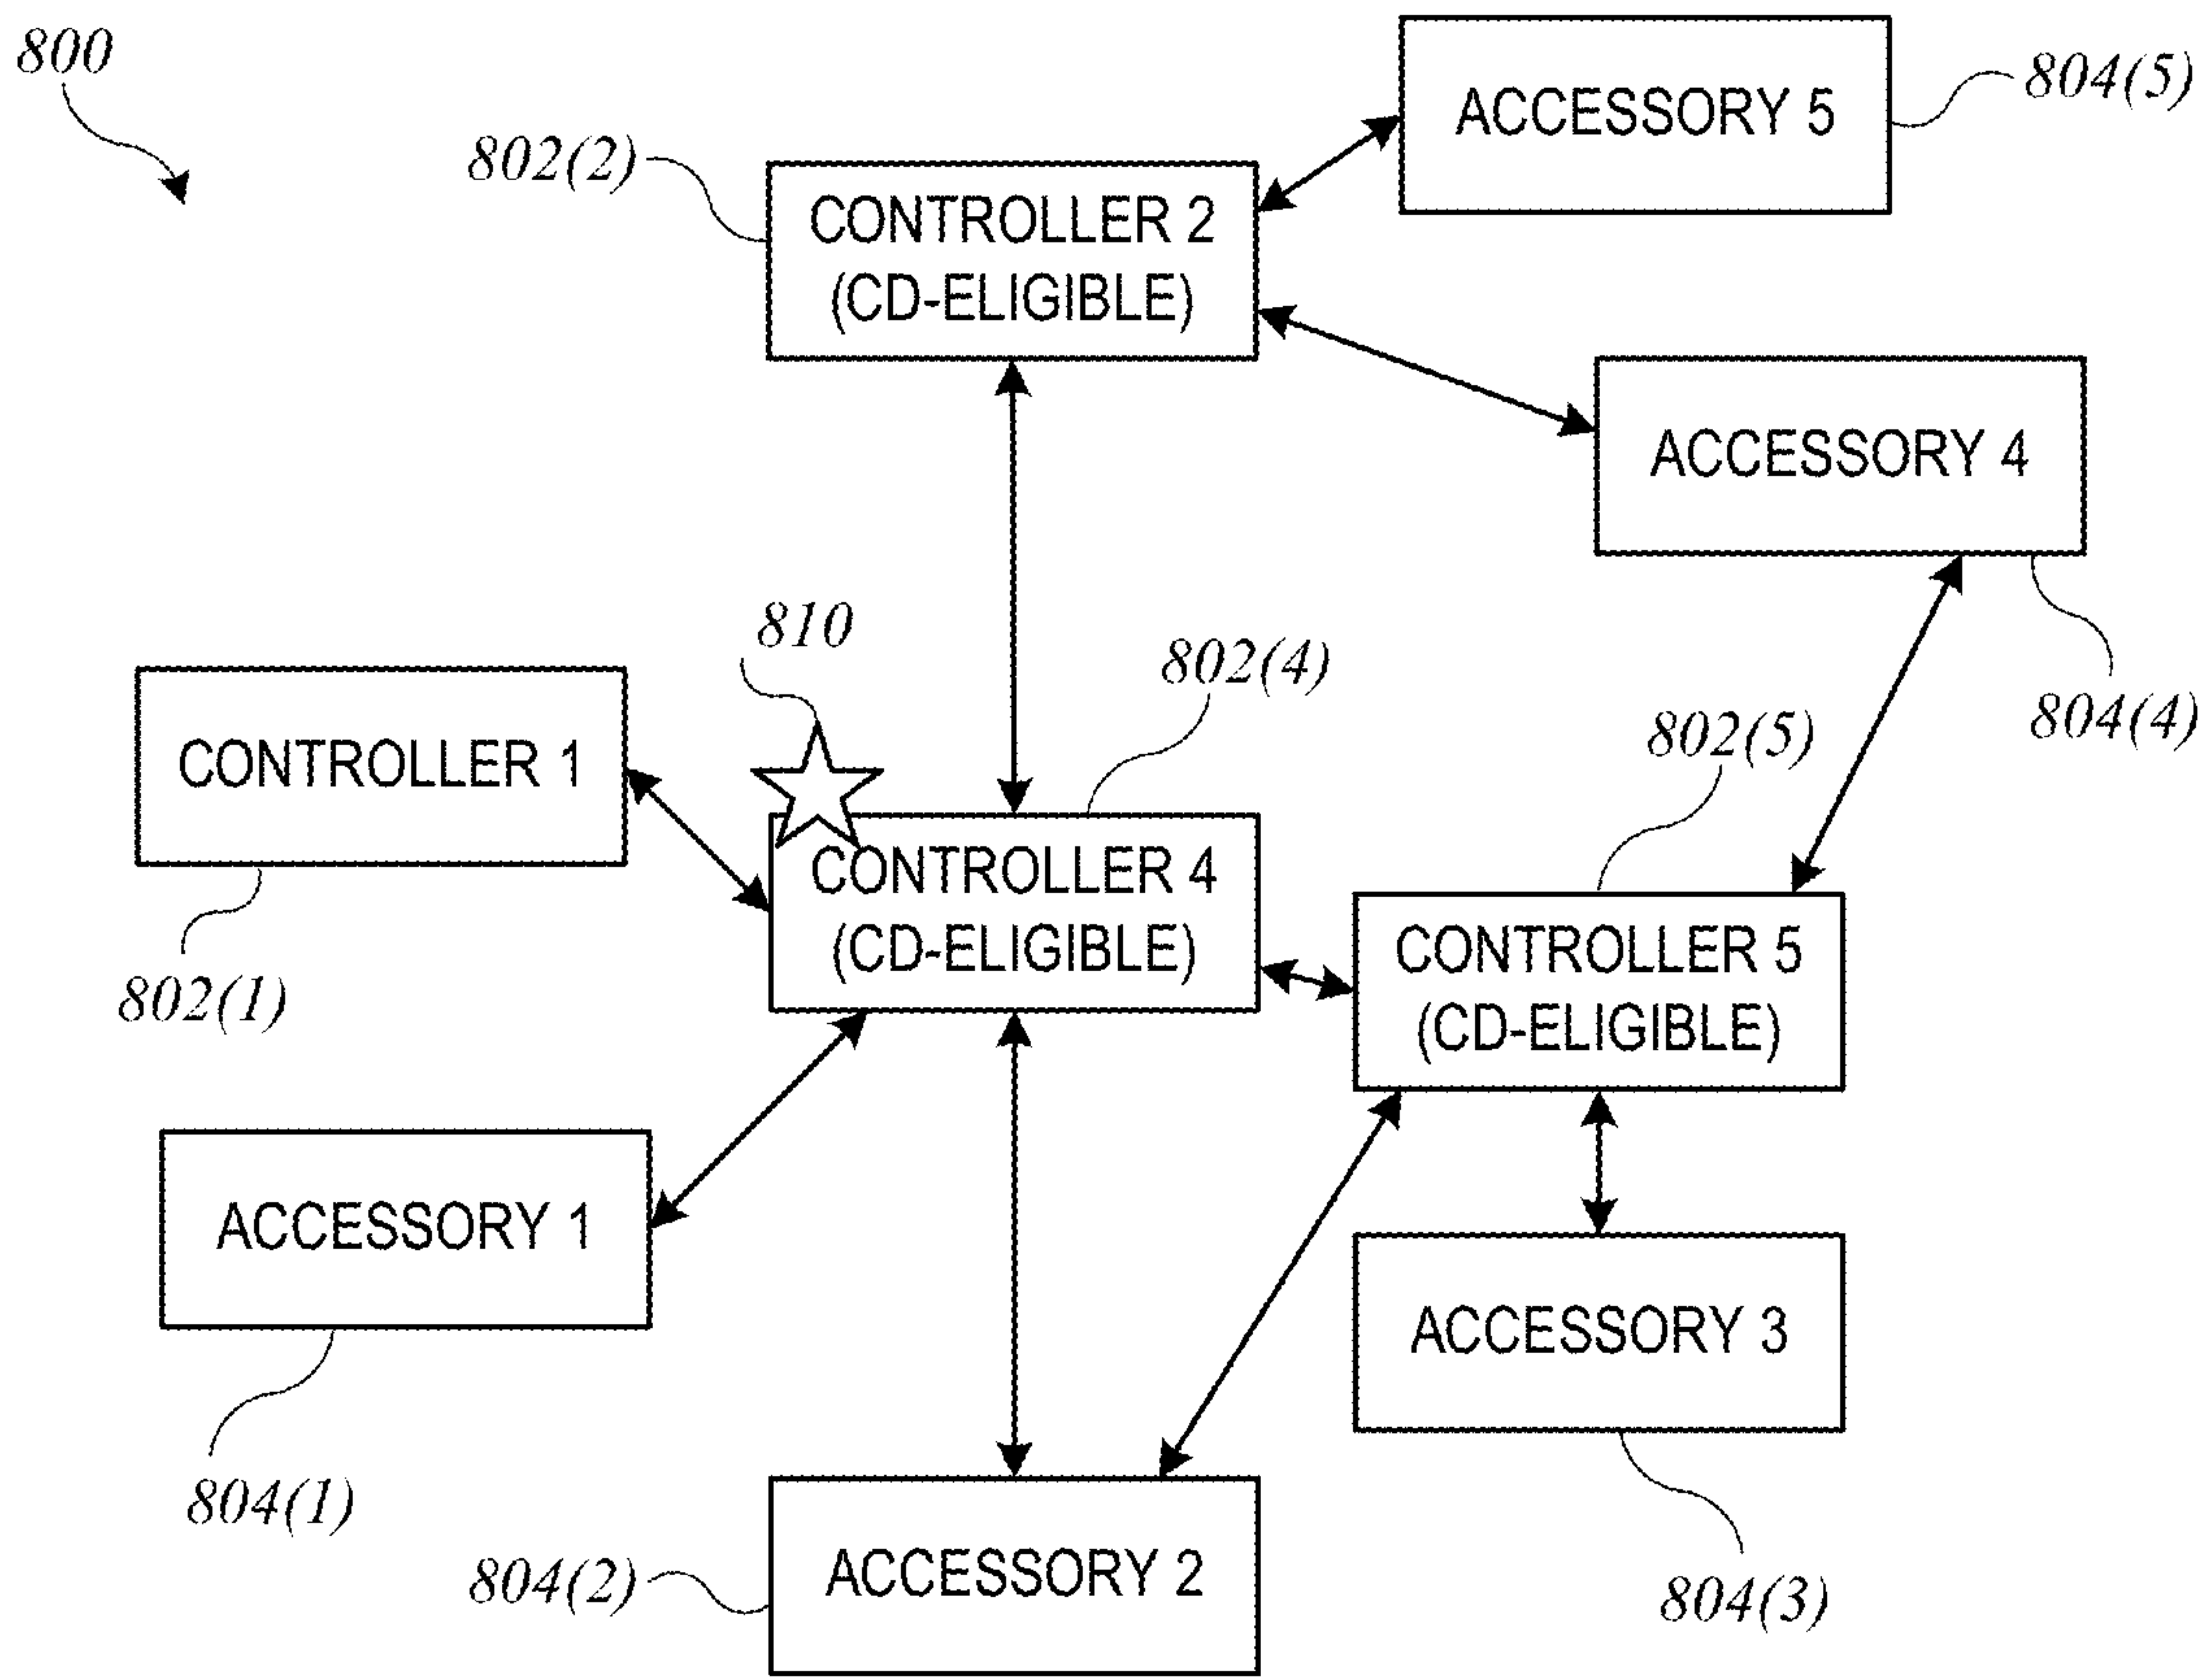 800
804(5)
ACCESSORY 5
802(2)
CONTROLLER 2
(CD-ELIGIBLE)
ACCESSORY 4
804(4)
810
802(4)
802(5)
CONTROLLER 1
802(1)
CONTROLLER 4
(CD-ELIGIBLE)
CONTROLLER 5
(CD-ELIGIBLE)
ACCESSORY 1
804(1)
ACCESSORY 3
804(3)
ACCESSORY 2
804(2)